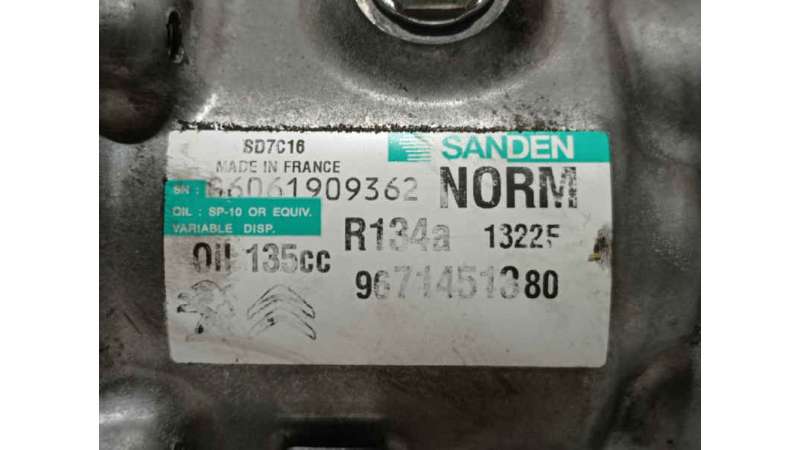 SD7C16
SANDEN
MADE IN FRANCE
SN : 86061909362
NORM
OIL : SP-10 OR EQUIV.
VARIABLE DISP.
R134a 1322F
Oil 135cc
9671451380